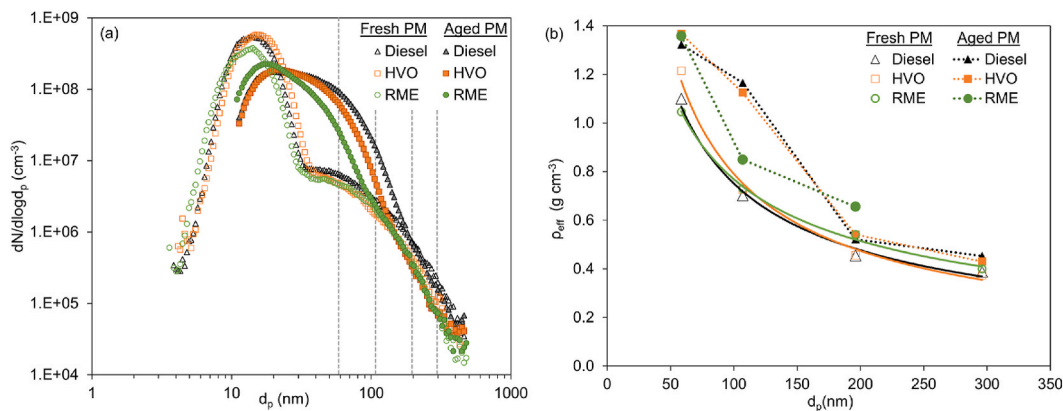 (a)
Fresh PM Aged PM
Diesel Diesel
HVO HVO
RME RME
1.E+09
1.E+08
1.E+07
1.E+06
1.E+05
1.E+04
dN/dlogdp (cm-3)
1 10 100 1000
dp (nm)
(b)
Fresh PM Aged PM
Diesel Diesel
HVO HVO
RME RME
1.4
1.2
1.0
0.8
0.6
0.4
0.2
0.0
ρeff (g cm-3)
0 50 100 150 200 250 300 350
dp(nm)